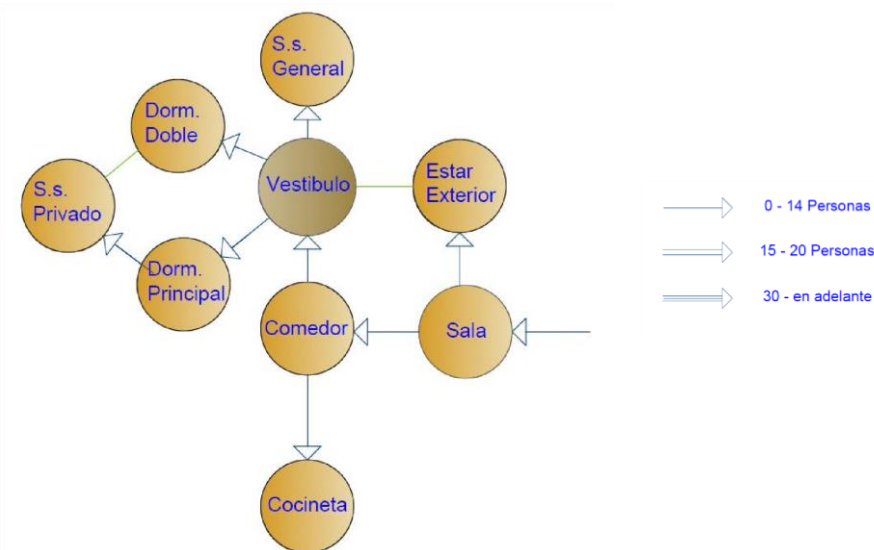 S.s.
General
Dorm.
Doble
S.s.
Privado
Vestibulo
Estar
Exterior
Dorm.
Principal
Comedor
Sala
Cocineta
0 - 14 Personas
15 - 20 Personas
30 - en adelante